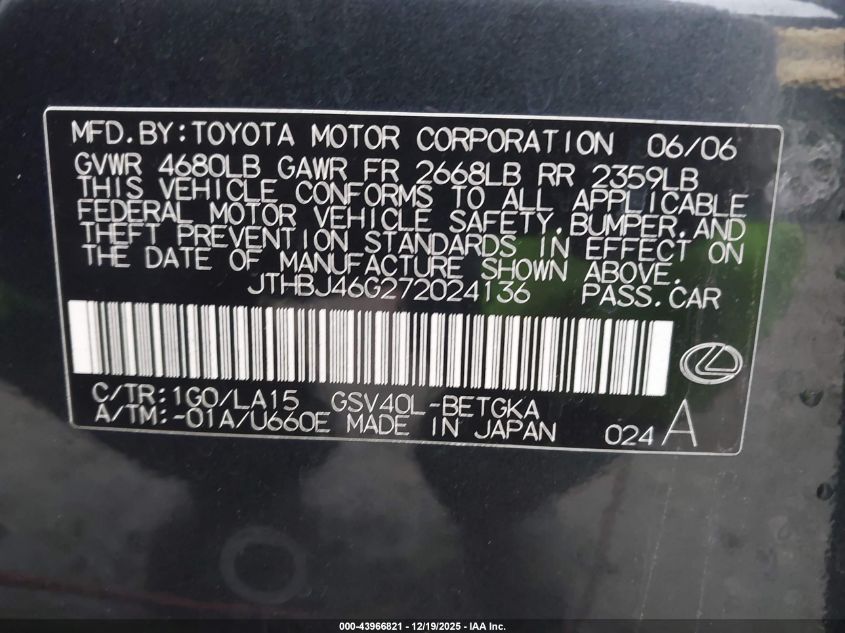 MFD.BY:TOYOTA MOTOR CORPORATION 06/06
GVWR 4680LB GAWR FR 2668LB RR 2359LB
THIS VEHICLE CONFORMS TO ALL APPLICABLE
FEDERAL MOTOR VEHICLE SAFETY,BUMPER,AND
THEFT PREVENTION STANDARDS IN EFFECT ON
THE DATE OF MANUFACTURE SHOWN ABOVE.
JTHBJ46G272024136 PASS.CAR
C/TR:1G0/LA15 GSV40L-BETGKA
A/TM:-01A/U660E MADE IN JAPAN 024 A
000-43966821 - 12/19/2025 - IAA Inc.